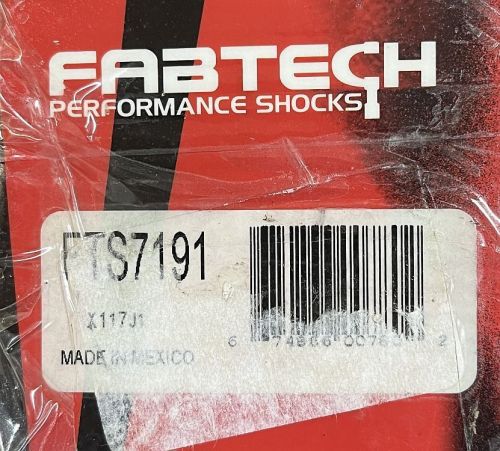 FABTECH
PERFORMANCE SHOCKS
FTS7191
X117J1
MADE IN MEXICO